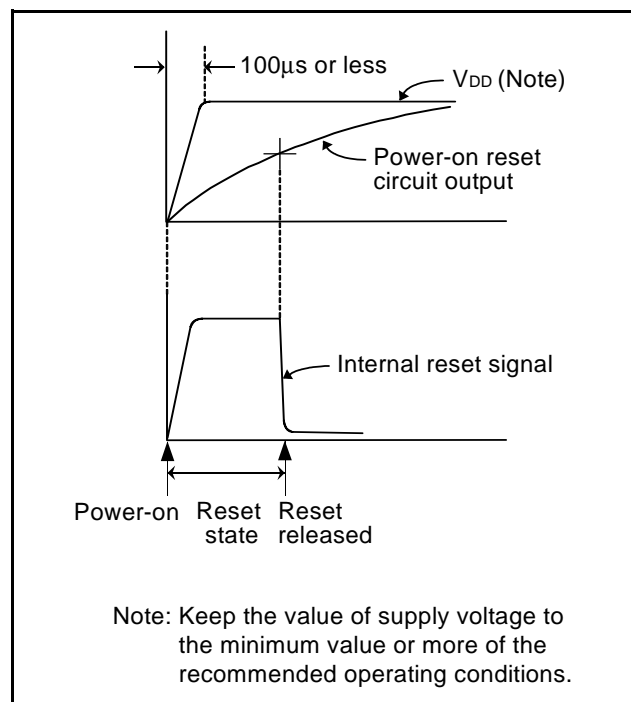 100µs or less
VDD (Note)
Power-on reset
circuit output
Internal reset signal
Power-on
Reset
state
Reset
released
Note: Keep the value of supply voltage to
the minimum value or more of the
recommended operating conditions.